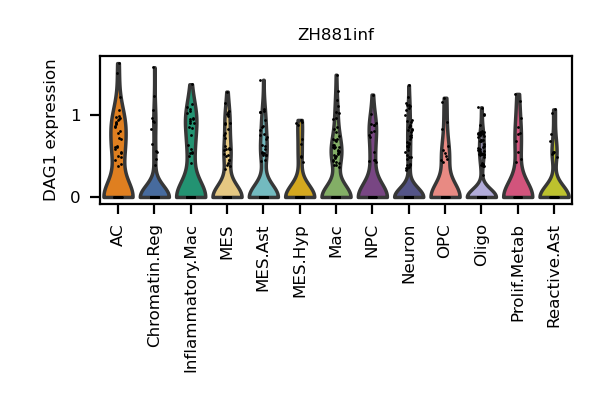 ZH881inf
DAG1 expression
1
0
AC
Chromatin.Reg
Inflammatory.Mac
MES
MES.Ast
MES.Hyp
Mac
NPC
Neuron
OPC
Oligo
Prolif.Metab
Reactive.Ast